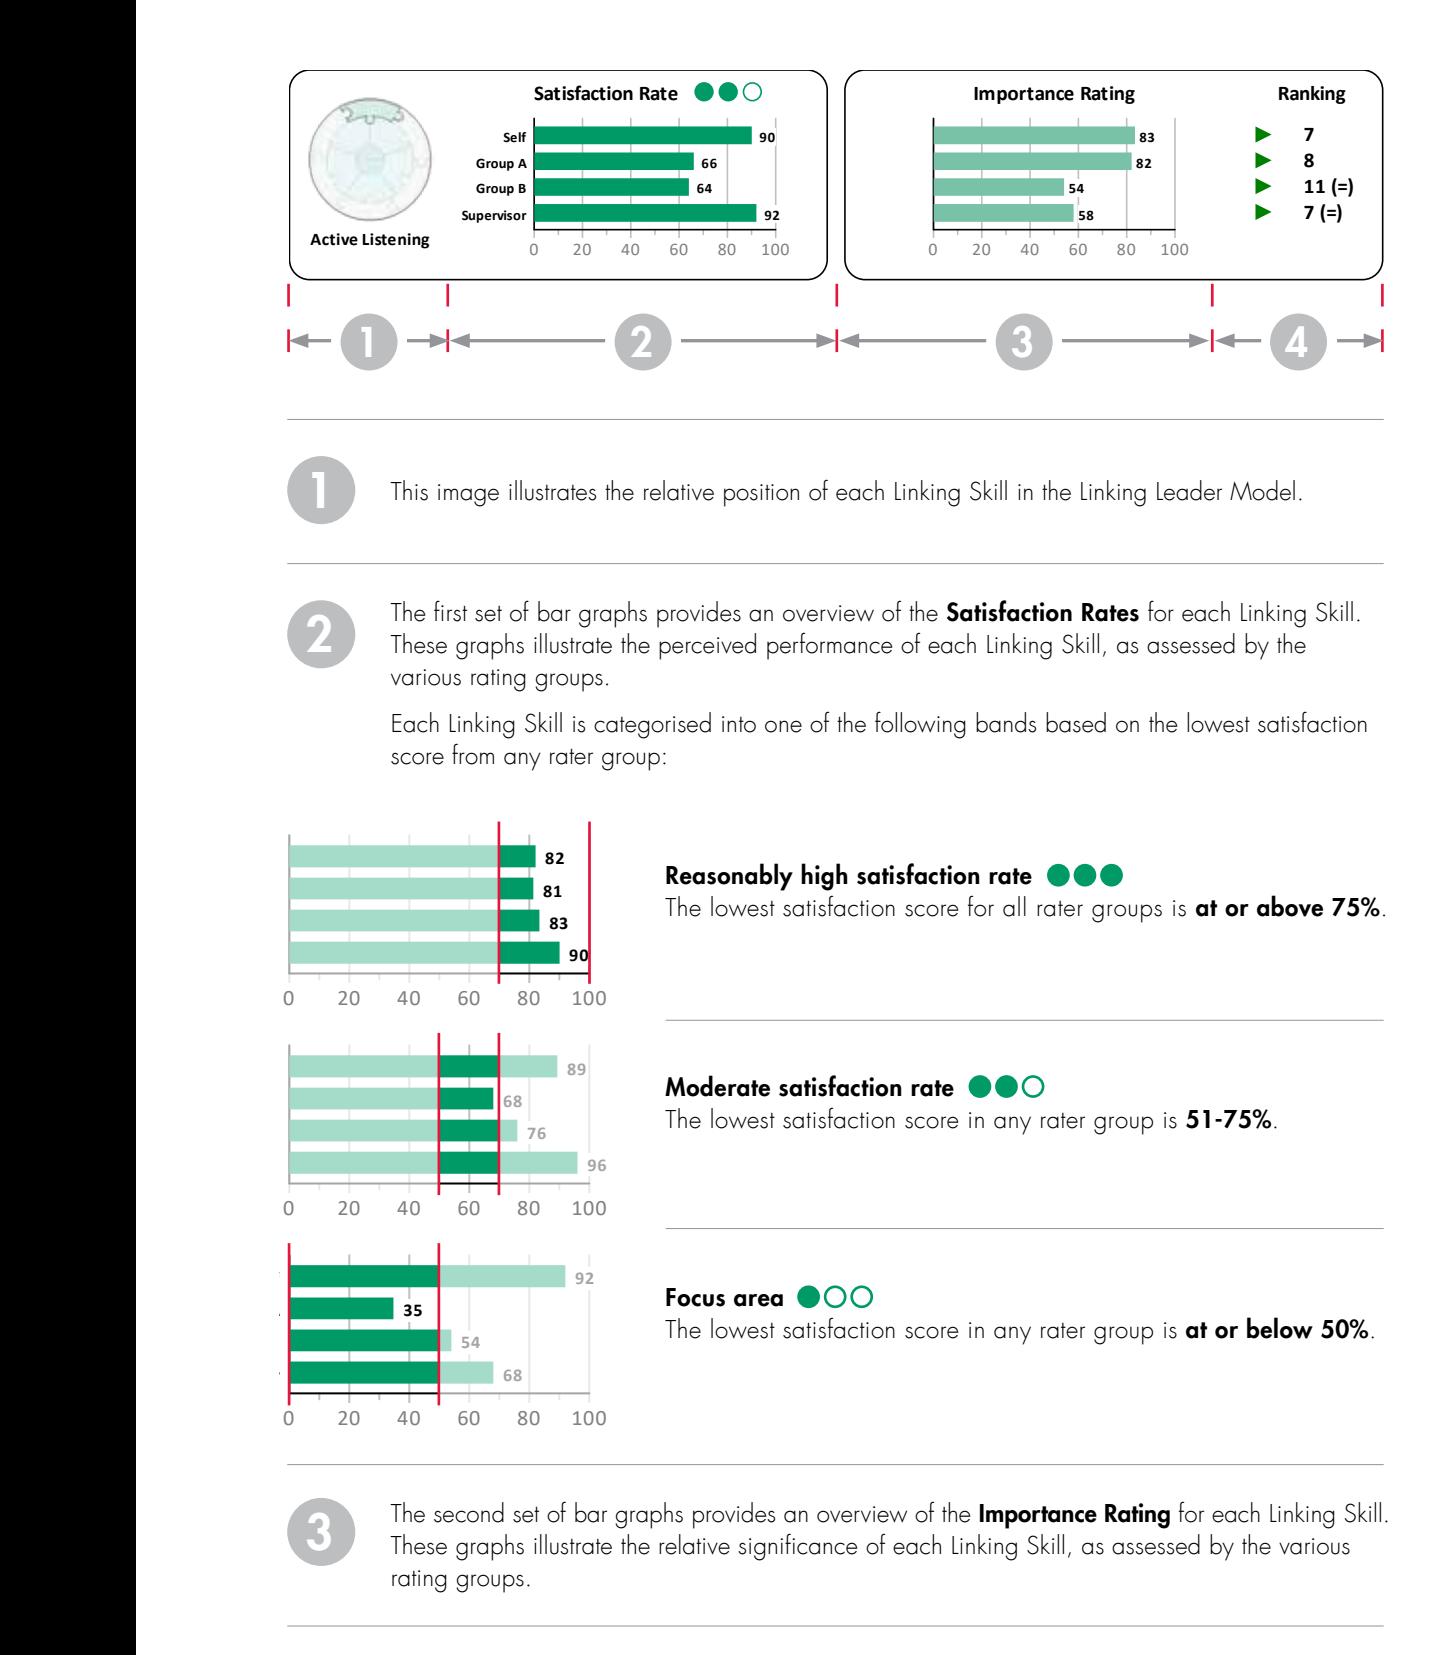 Satisfaction Rate
Self 90
Group A 66
Group B 64
Supervisor 92
0 20 40 60 80 100
Active Listening
Importance Rating
83
82
54
58
0 20 40 60 80 100
Ranking
7
8
11 (=)
7 (=)
1 2 3 4
1
This image illustrates the relative position of each Linking Skill in the Linking Leader Model.
2
The first set of bar graphs provides an overview of the Satisfaction Rates for each Linking Skill.
These graphs illustrate the perceived performance of each Linking Skill, as assessed by the
various rating groups.
Each Linking Skill is categorised into one of the following bands based on the lowest satisfaction
score from any rater group:
82
81
83
90
0 20 40 60 80 100
Reasonably high satisfaction rate
The lowest satisfaction score for all rater groups is at or above 75%.
89
68
76
96
0 20 40 60 80 100
Moderate satisfaction rate
The lowest satisfaction score in any rater group is 51-75%.
92
35
54
68
0 20 40 60 80 100
Focus area
The lowest satisfaction score in any rater group is at or below 50%.
3
The second set of bar graphs provides an overview of the Importance Rating for each Linking Skill.
These graphs illustrate the relative significance of each Linking Skill, as assessed by the various
rating groups.